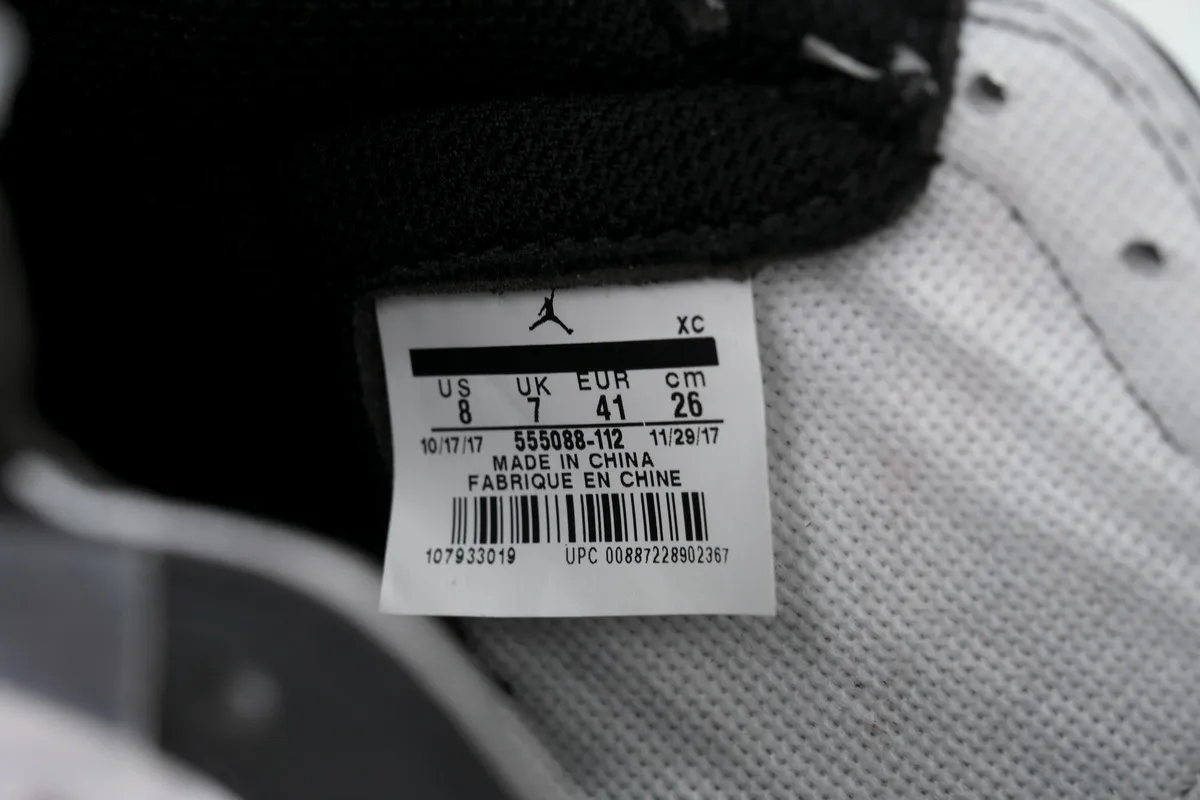 XC
US UK EUR cm
8 7 41 26
10/17/17 555088-112 11/29/17
MADE IN CHINA
FABRIQUE EN CHINE
107933019 UPC 00887228902367